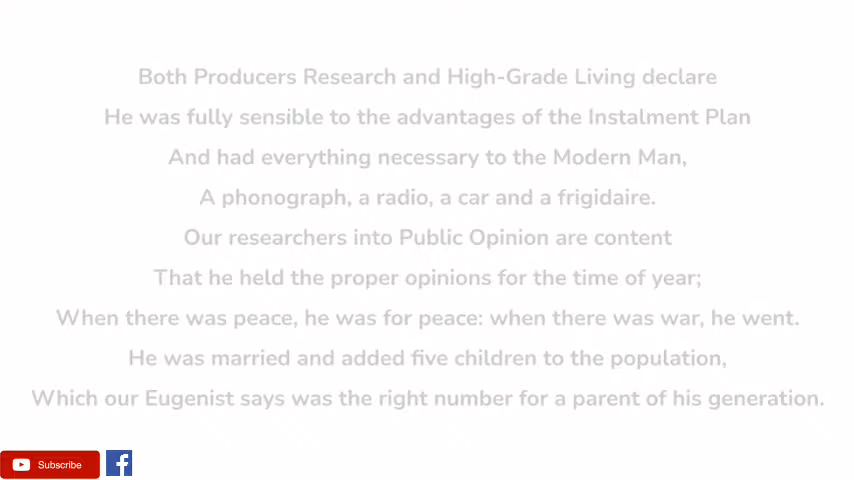 Both Producers Research and High-Grade Living declare
He was fully sensible to the advantages of the Instalment Plan
And had everything necessary to the Modern Man,
A phonograph, a radio, a car and a frigidaire.
Our researchers into Public Opinion are content
That he held the proper opinions for the time of year;
When there was peace, he was for peace: when there was war, he went.
He was married and added five children to the population,
Which our Eugenist says was the right number for a parent of his generation.
Subscribe